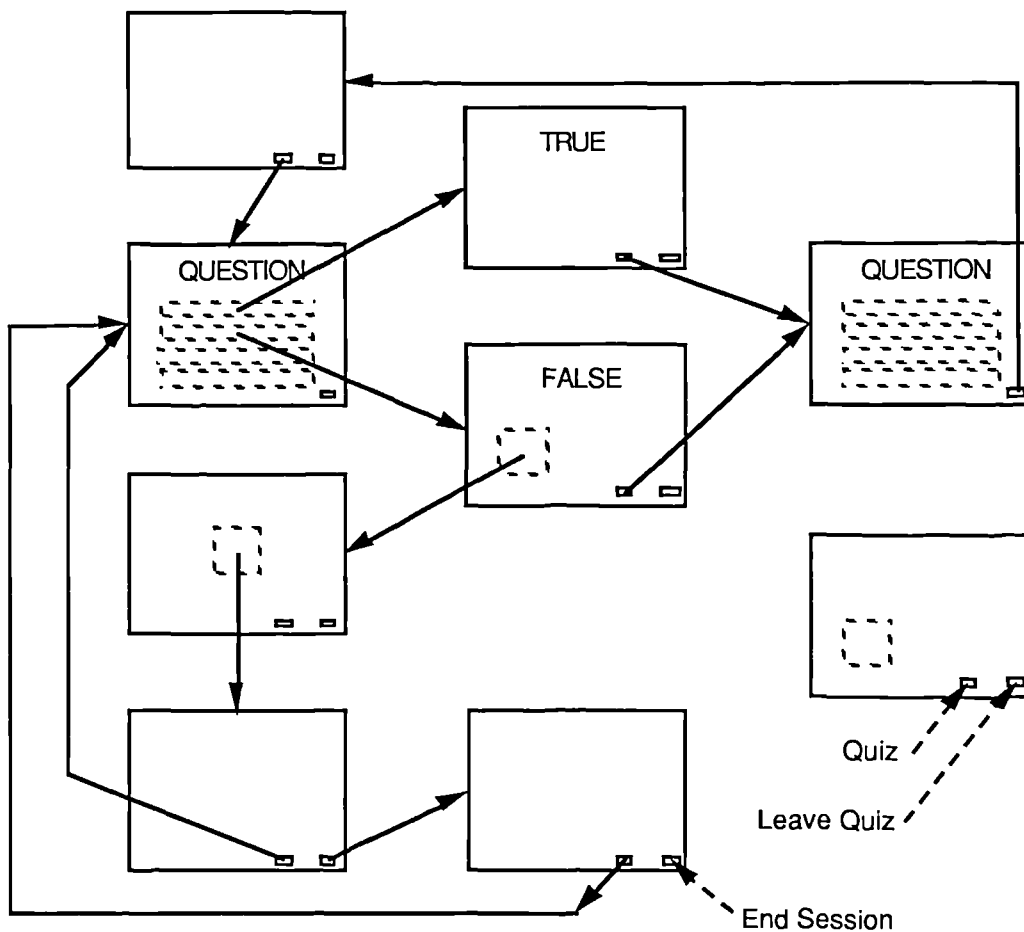 TRUE
QUESTION
QUESTION
FALSE
Quiz
Leave Quiz
End Session